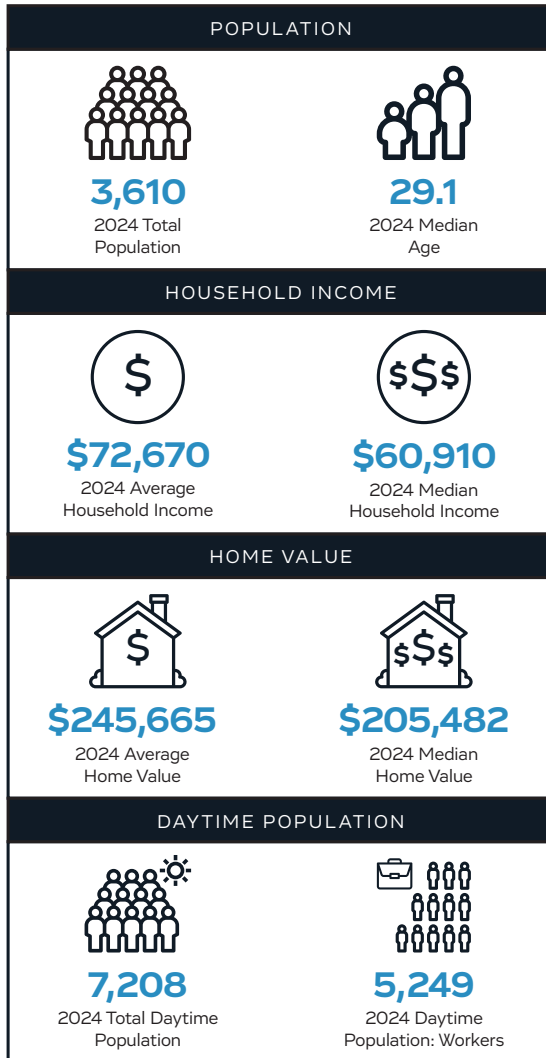 POPULATION
3,610
2024 Total
Population
29.1
2024 Median
Age
HOUSEHOLD INCOME
$
$72,670
2024 Average
Household Income
$$$
$60,910
2024 Median
Household Income
HOME VALUE
$
$245,665
2024 Average
Home Value
$$$
$205,482
2024 Median
Home Value
DAYTIME POPULATION
7,208
2024 Total Daytime
Population
5,249
2024 Daytime
Population: Workers